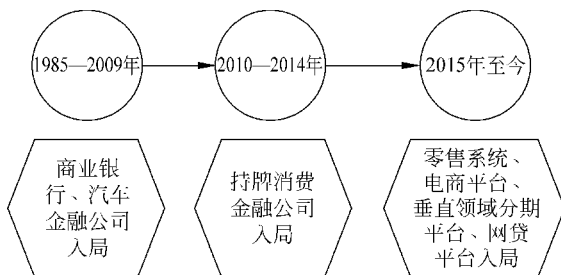 1985—2009年
2010—2014年
2015年至今
商业银
行、汽车
金融公司
入局
持牌消费
金融公司
入局
零售系统、
电商平台、
垂直领域分期
平台、网贷
平台入局